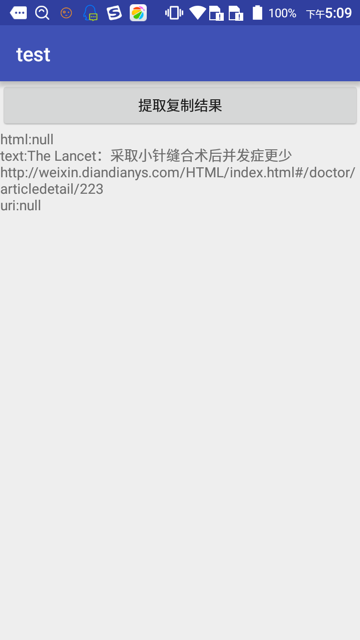 100% 下午5:09
test
提取复制结果
html:null
text:The Lancet：采取小针缝合术后并发症更少
http://weixin.diandianys.com/HTML/index.html#/doctor/
articledetail/223
uri:null